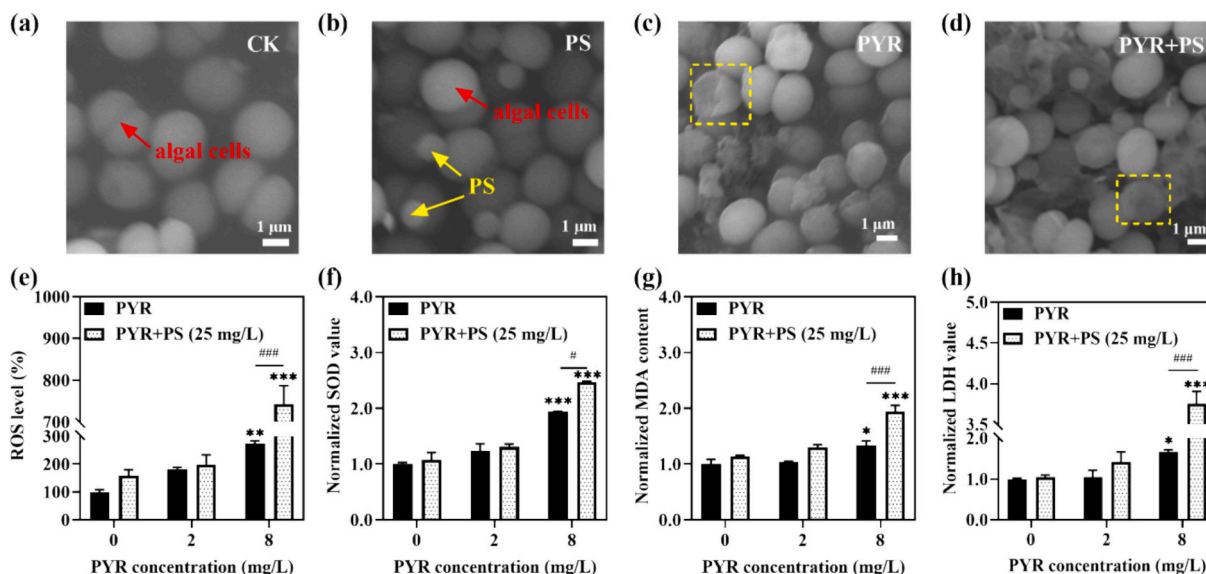 (a)
CK
algal cells
1 μm
(b)
PS
algal cells
PS
1 μm
(c)
PYR
1 μm
(d)
PYR+PS
1 μm
(e)
1000
900
800
700
300
200
100
0
ROS level (%)
PYR
PYR+PS (25 mg/L)
###
**
***
0 2 8
PYR concentration (mg/L)
(f)
4.0
3.0
2.0
1.0
0.0
Normalized SOD value
PYR
PYR+PS (25 mg/L)
#
***
***
0 2 8
PYR concentration (mg/L)
(g)
4.0
3.0
2.0
1.0
0.0
Normalized MDA content
PYR
PYR+PS (25 mg/L)
###
*
***
0 2 8
PYR concentration (mg/L)
(h)
5.0
4.5
4.0
3.5
2.0
1.0
0.0
Normalized LDH value
PYR
PYR+PS (25 mg/L)
###
*
***
0 2 8
PYR concentration (mg/L)